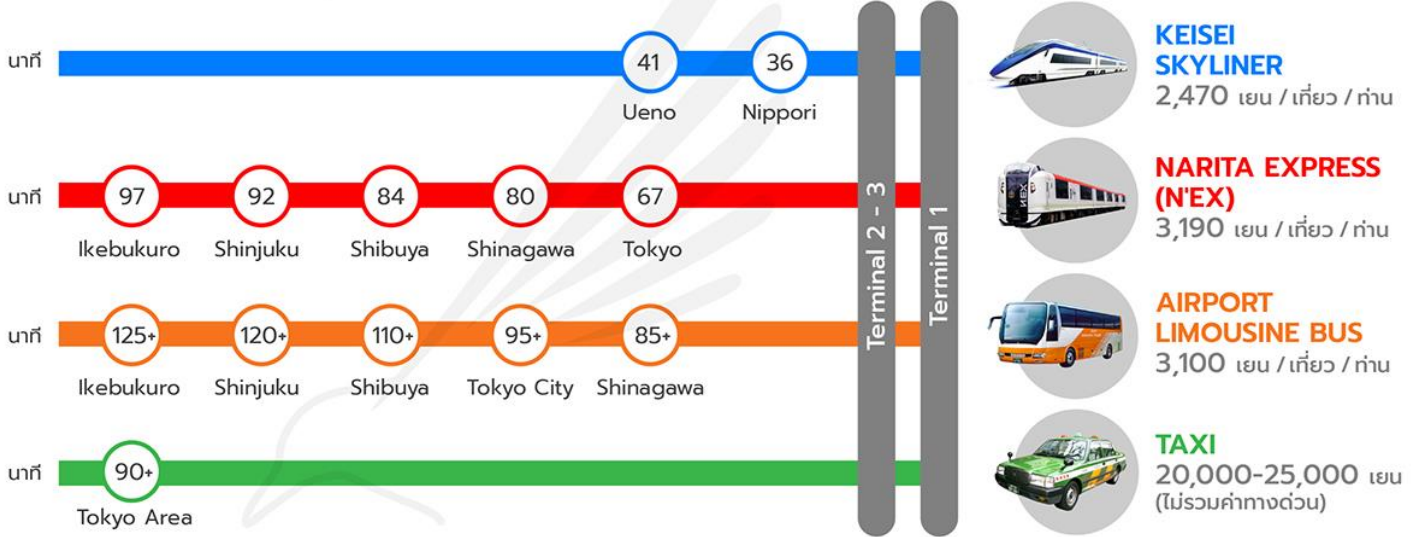 นาที
41
36
Ueno
Nippori
KEISEI
SKYLINER
2,470 เยน / เที่ยว / ท่าน
นาที
97
92
84
80
67
Ikebukuro
Shinjuku
Shibuya
Shinagawa
Tokyo
NARITA EXPRESS
(N'EX)
3,190 เยน / เที่ยว / ท่าน
นาที
125+
120+
110+
95+
85+
Ikebukuro
Shinjuku
Shibuya
Tokyo City
Shinagawa
AIRPORT
LIMOUSINE BUS
3,100 เยน / เที่ยว / ท่าน
นาที
90+
Tokyo Area
TAXI
20,000-25,000 เยน
(ไม่รวมค่าทางด่วน)
Terminal 2 - 3
Terminal 1
NEX